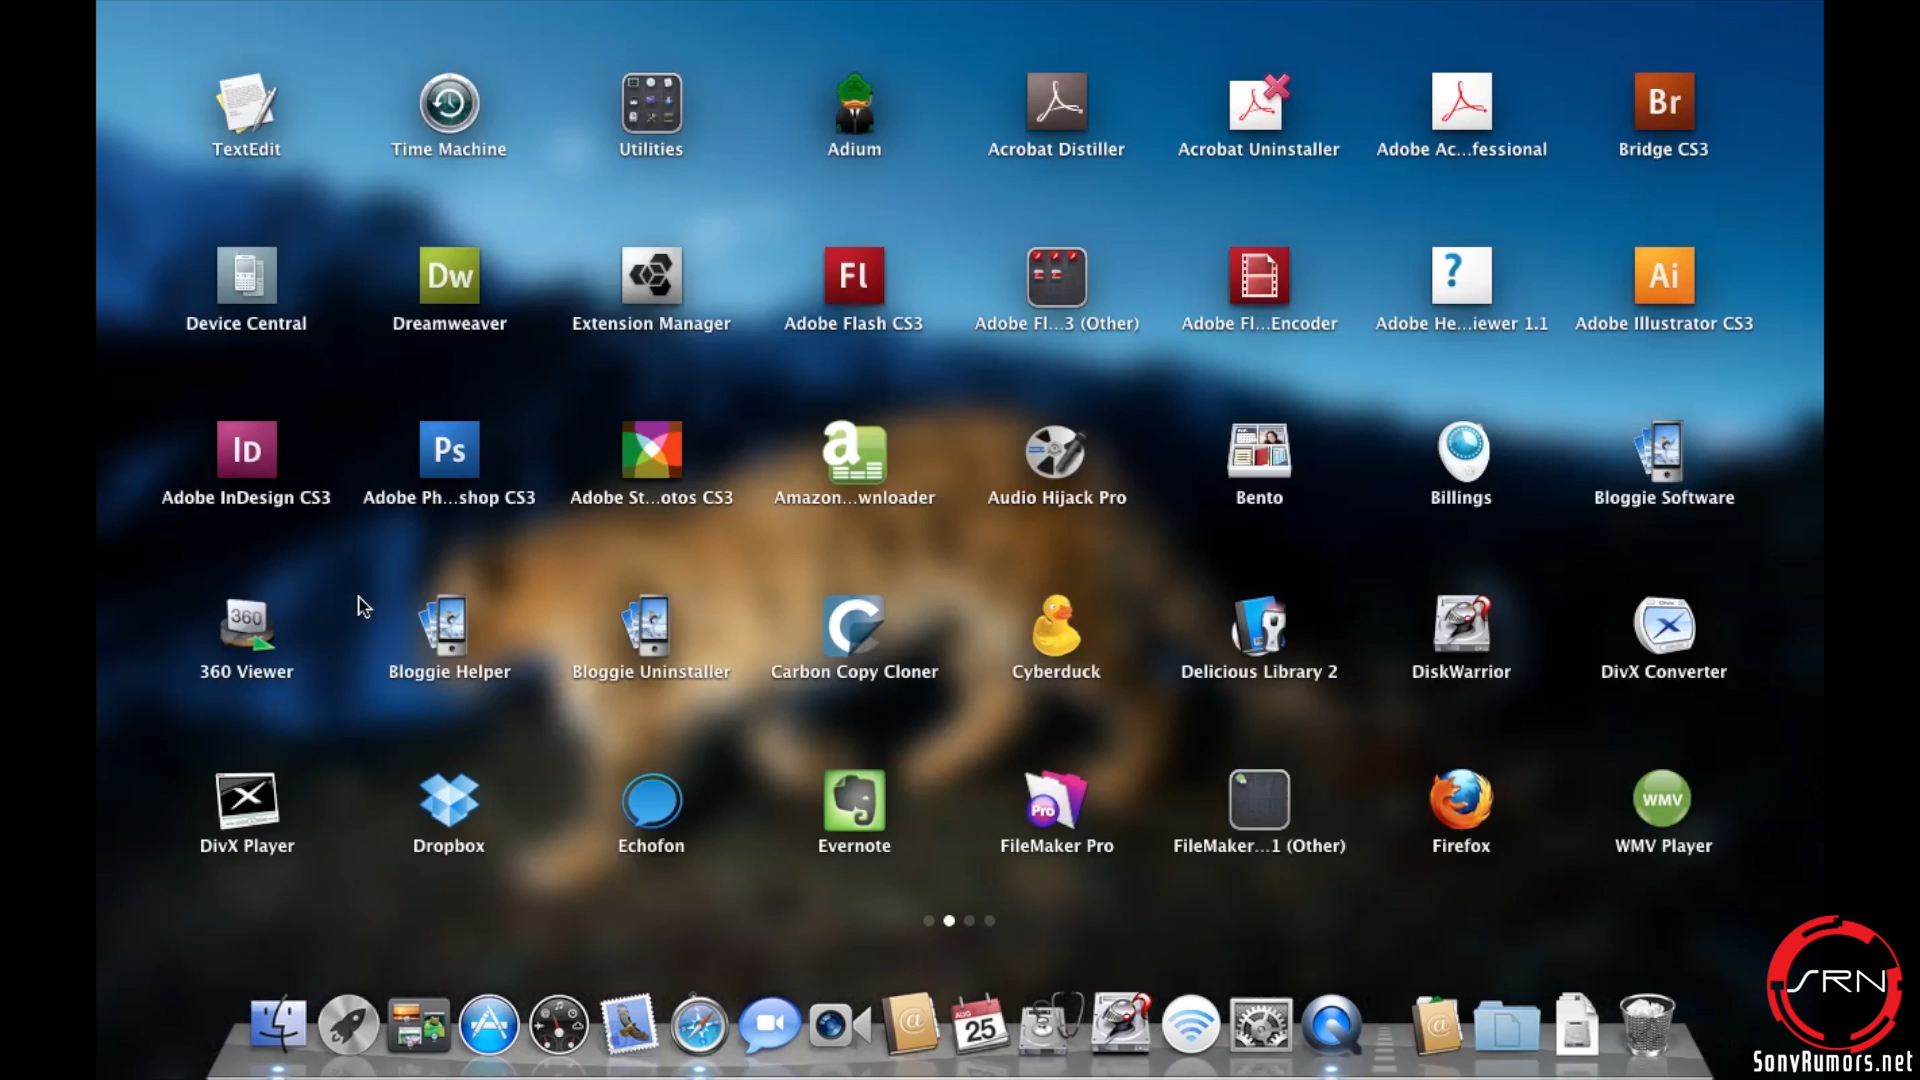 TextEdit
Time Machine
Utilities
Adium
Acrobat Distiller
Acrobat Uninstaller
Adobe Ac...fessional
Br
Bridge CS3
Device Central
Dw
Dreamweaver
Extension Manager
Fl
Adobe Flash CS3
Adobe Fl...3 (Other)
Adobe Fl...Encoder
?
Adobe He...iewer 1.1
Ai
Adobe Illustrator CS3
ID
Adobe InDesign CS3
Ps
Adobe Ph...shop CS3
Adobe St...otos CS3
a
Amazon...wnloader
Audio Hijack Pro
Bento
Billings
Bloggie Software
360
360 Viewer
Bloggie Helper
Bloggie Uninstaller
Carbon Copy Cloner
Cyberduck
Delicious Library 2
DiskWarrior
DivX Converter
DivX Player
Dropbox
Echofon
Evernote
Pro
FileMaker Pro
FileMaker...1 (Other)
Firefox
WMV
WMV Player
@
AUG
25
@
SRN
SonyRumors.net